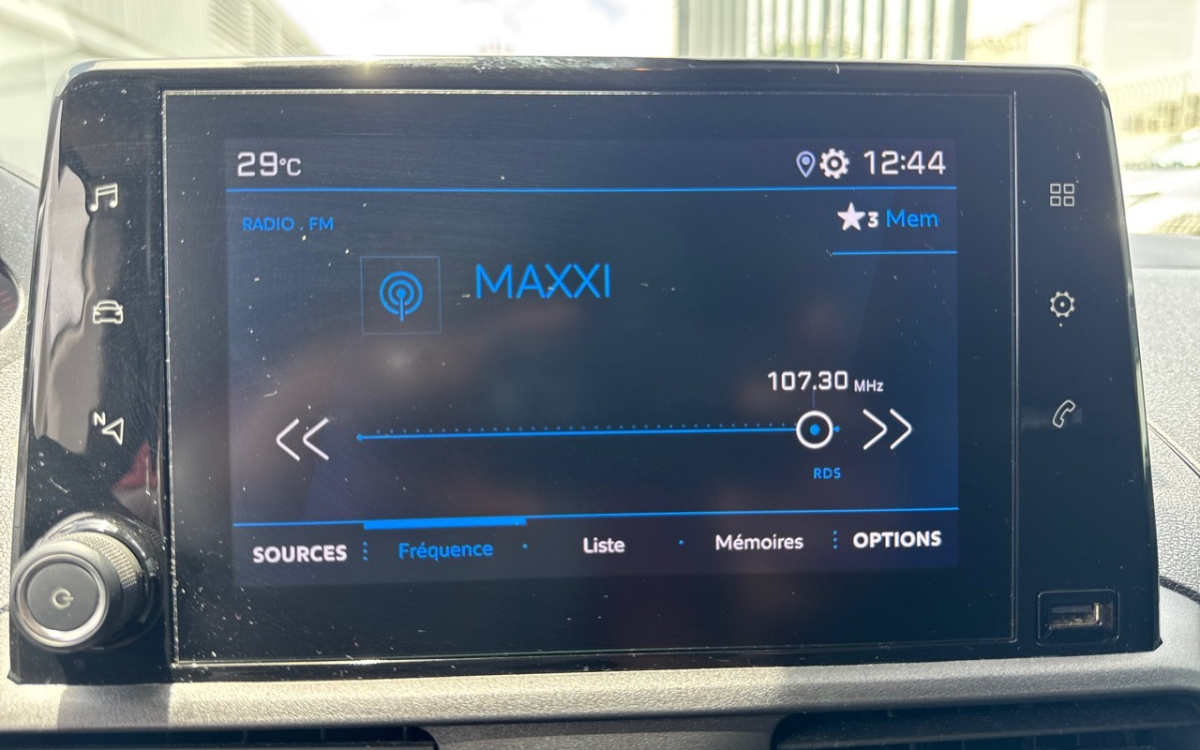 29°C 12:44
RADIO . FM 3 Mem
MAXXI
107.30 MHz
RDS
SOURCES Fréquence Liste Mémoires OPTIONS
N